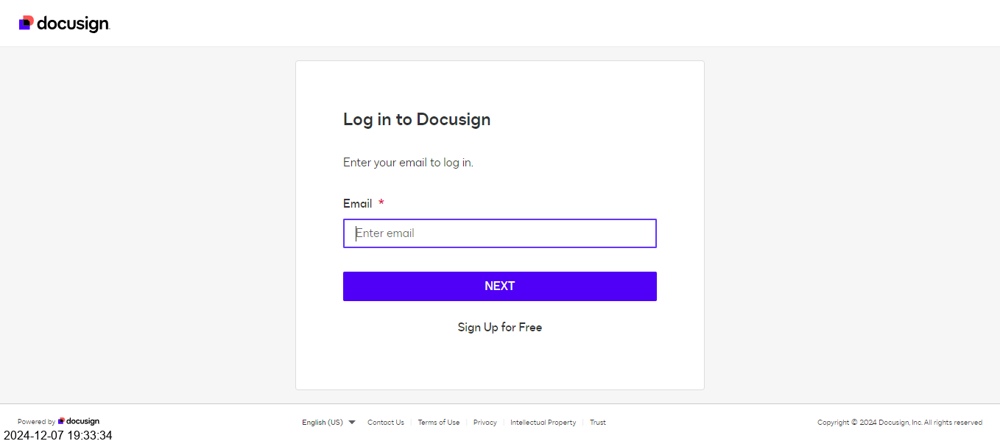 docusign
Log in to Docusign
Enter your email to log in.
Email *
Enter email
NEXT
Sign Up for Free
Powered by docusign
English (US) Contact Us Terms of Use Privacy Intellectual Property Trust
Copyright © 2024 Docusign, Inc. All rights reserved
2024-12-07 19:33:34